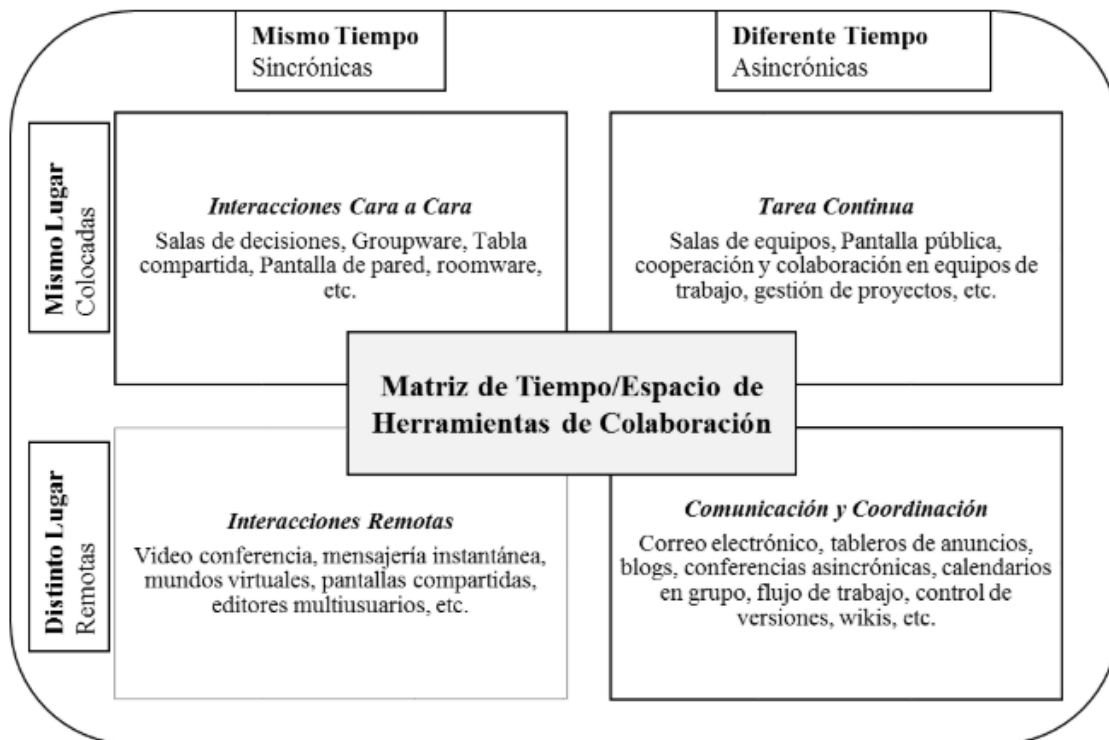 Mismo Tiempo
Sincrónicas
Diferente Tiempo
Asincrónicas
Mismo Lugar
Colocadas
Interacciones Cara a Cara
Salas de decisiones, Groupware, Tabla
compartida, Pantalla de pared, roomware,
etc.
Tarea Continua
Salas de equipos, Pantalla pública,
cooperación y colaboración en equipos de
trabajo, gestión de proyectos, etc.
Matriz de Tiempo/Espacio de
Herramientas de Colaboración
Distinto Lugar
Remotas
Interacciones Remotas
Video conferencia, mensajería instantánea,
mundos virtuales, pantallas compartidas,
editores multiusuarios, etc.
Comunicación y Coordinación
Correo electrónico, tableros de anuncios,
blogs, conferencias asincrónicas, calendarios
en grupo, flujo de trabajo, control de
versiones, wikis, etc.